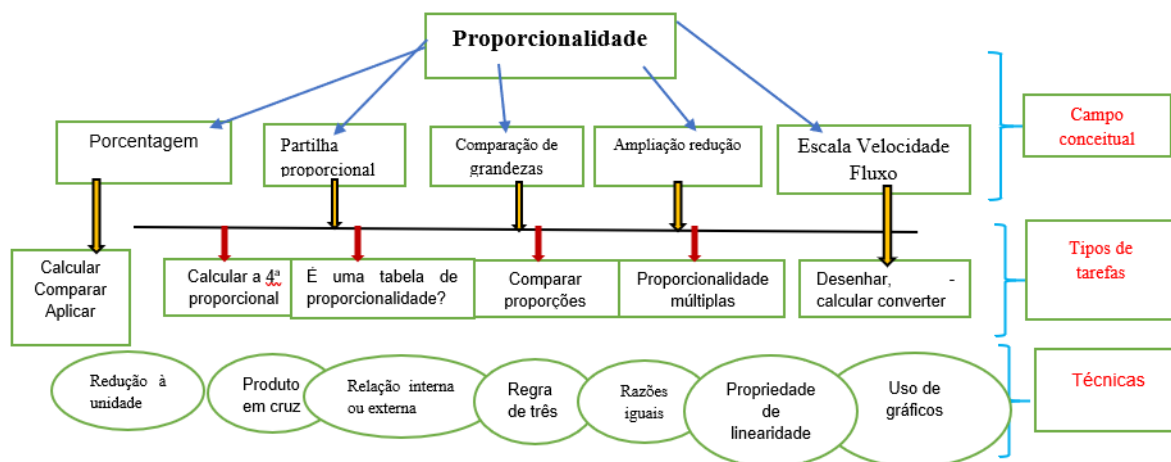 Proporcionalidade
Porcentagem
Partilha
proporcional
Comparação de
grandezas
Ampliação redução
Escala Velocidade
Fluxo
Campo
conceitual
Calcular
Comparar
Aplicar
Calcular a 4ª
proporcional
É uma tabela de
proporcionalidade?
Comparar
proporções
Proporcionalidade
múltiplas
Desenhar, -
calcular converter
Tipos de
tarefas
Redução à
unidade
Produto
em cruz
Relação interna
ou externa
Regra
de três
Razões
iguais
Propriedade
de
linearidade
Uso de
gráficos
Técnicas